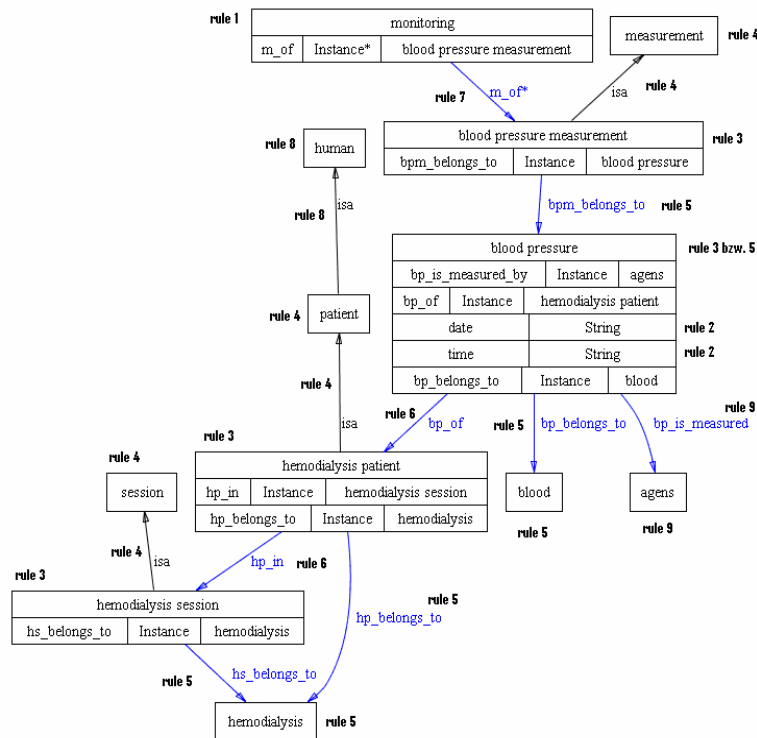 rule 1
monitoring
m_of Instance* blood pressure measurement
measurement
rule 4
rule 7
m_of*
isa
rule 4
rule 8
human
blood pressure measurement
bpm_belongs_to Instance blood pressure
rule 3
rule 8
isa
bpm_belongs_to
rule 5
blood pressure
rule 3 bzw. 5
bp_is_measured_by Instance agens
bp_of Instance hemodialysis patient
date String
rule 2
time String
rule 2
bp_belongs_to Instance blood
rule 4
patient
rule 4
isa
rule 6
bp_of
rule 5
bp_belongs_to
rule 9
bp_is_measured
rule 3
hemodialysis patient
hp_in Instance hemodialysis session
hp_belongs_to Instance hemodialysis
rule 4
session
blood
rule 5
agens
rule 9
rule 4
isa
hp_in
rule 6
rule 3
hemodialysis session
hs_belongs_to Instance hemodialysis
rule 5
hp_belongs_to
rule 5
hs_belongs_to
hemodialysis
rule 5